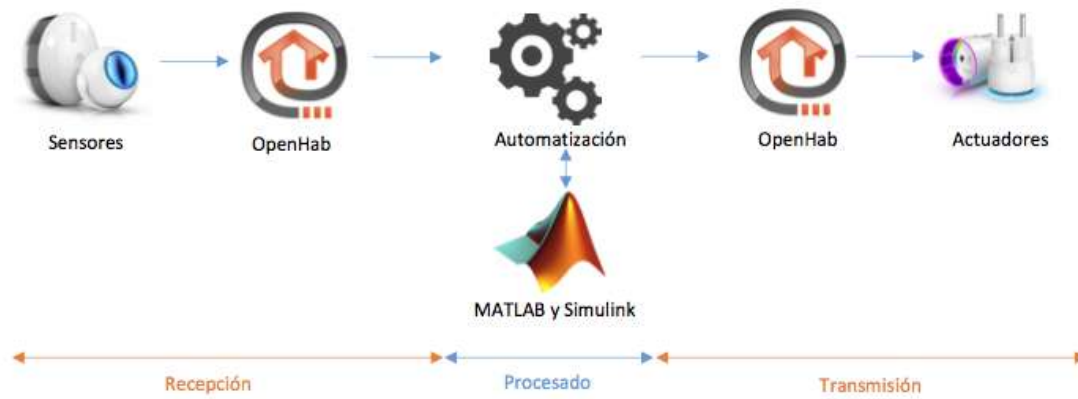 Sensores
OpenHab
Automatización
OpenHab
Actuadores
MATLAB y Simulink
Recepción
Procesado
Transmisión